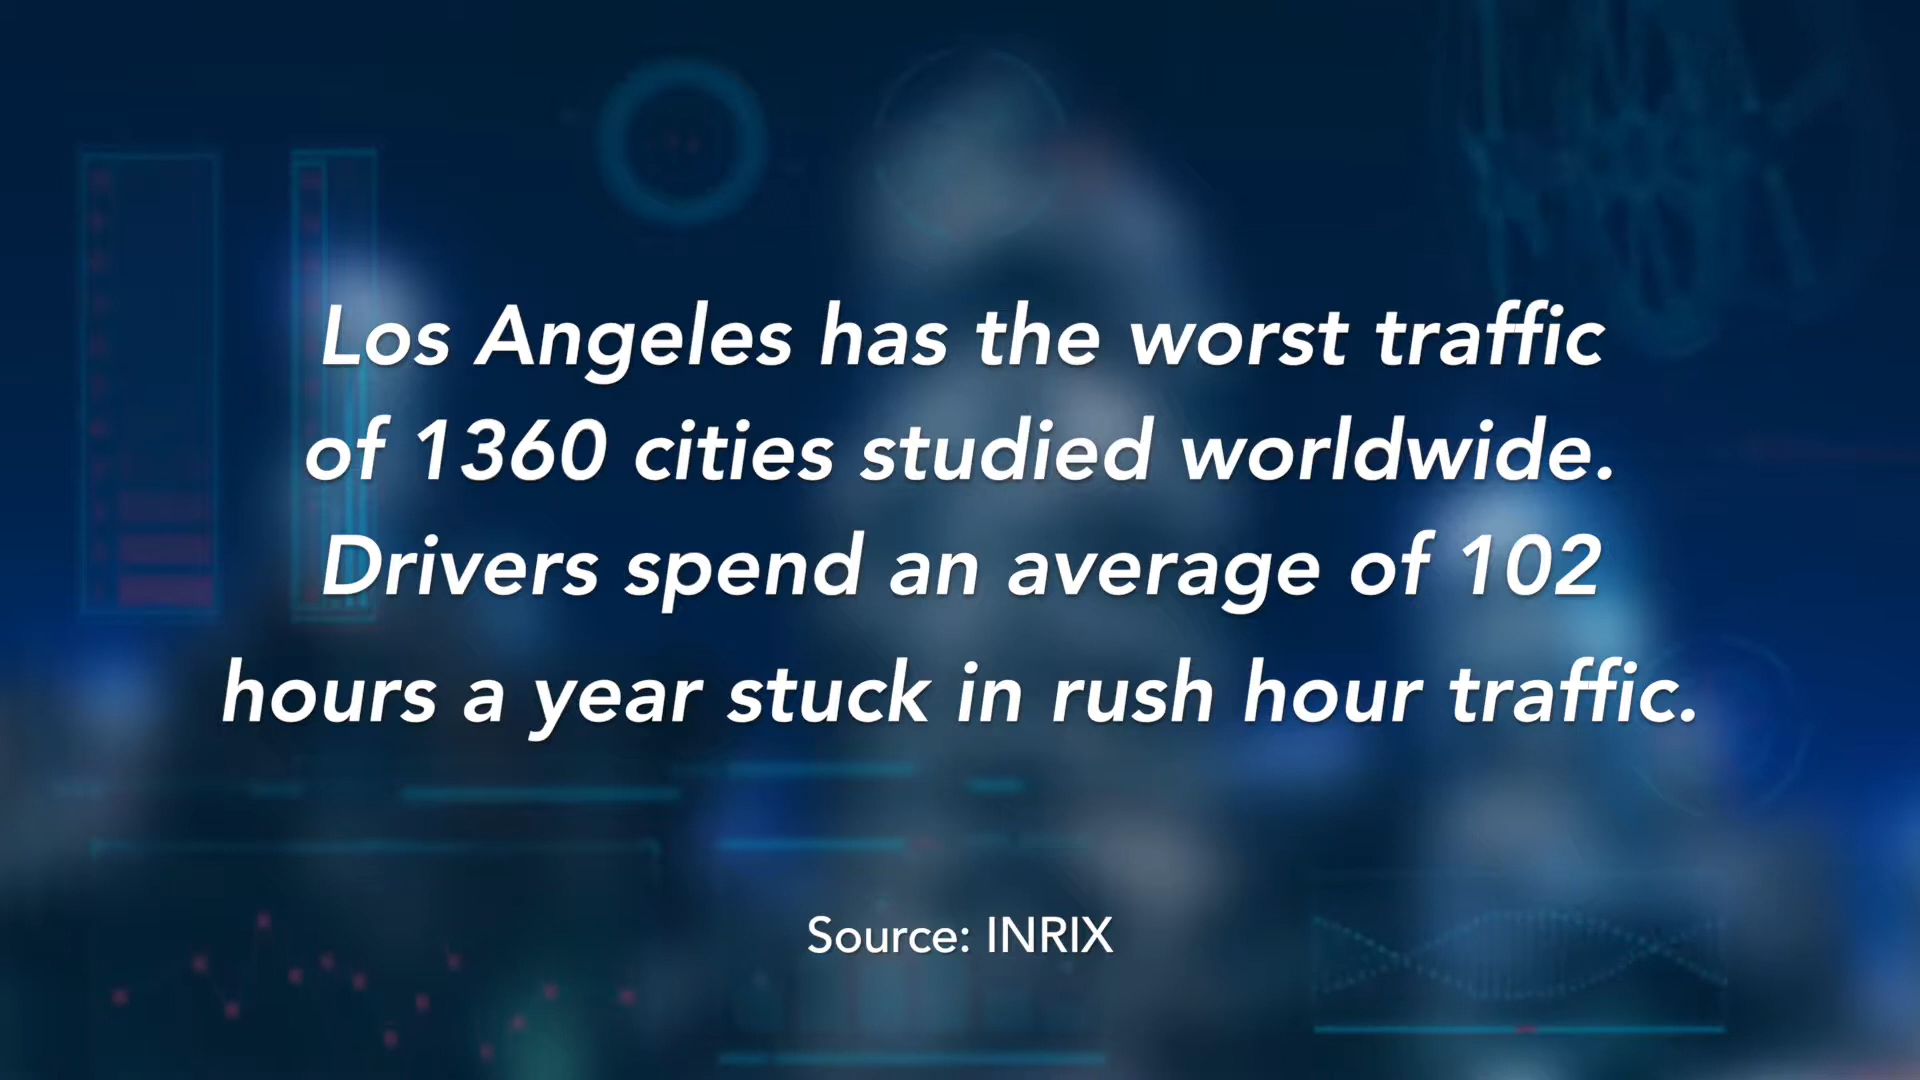 Los Angeles has the worst traffic
of 1360 cities studied worldwide.
Drivers spend an average of 102
hours a year stuck in rush hour traffic.
Source: INRIX